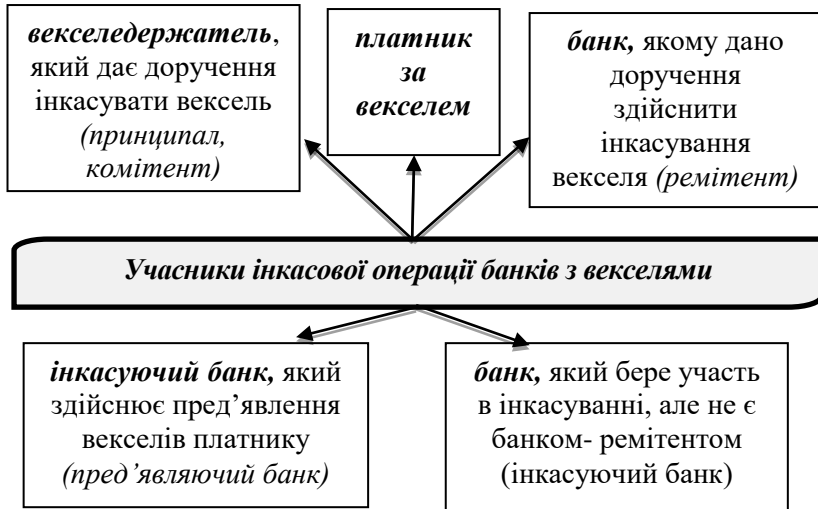 векселедержатель,
який дає доручення
інкасувати вексель
(принципал,
комітент)
платник
за
векселем
банк, якому дано
доручення
здійснити
інкасування
векселя (ремітент)
Учасники інкасової операції банків з векселями
інкасуючий банк, який
здійснює пред’явлення
векселів платнику
(пред’являючий банк)
банк, який бере участь
в інкасуванні, але не є
банком- ремітентом
(інкасуючий банк)